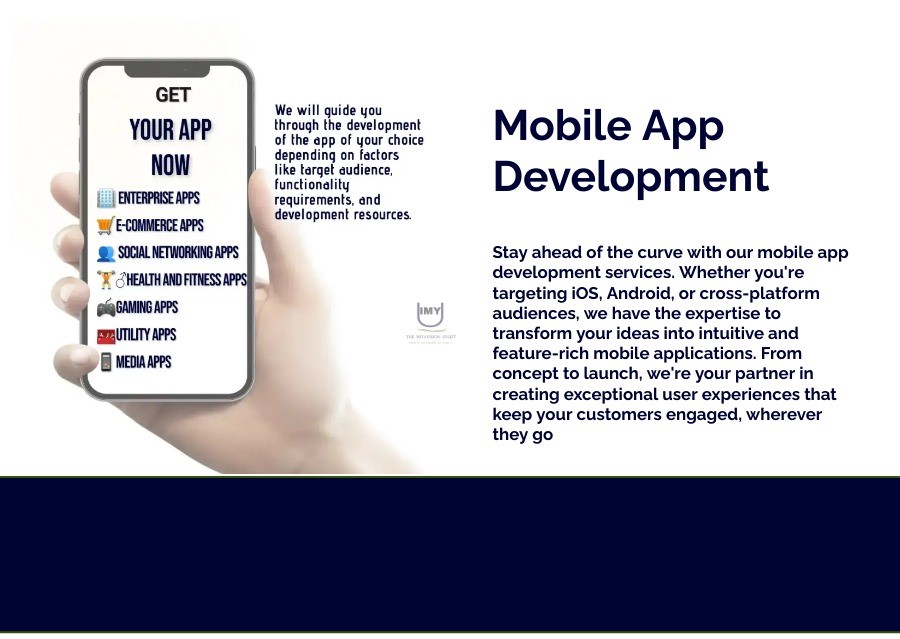 GET
YOUR APP
NOW
🏢 ENTERPRISE APPS
🛒E-COMMERCE APPS
👥 SOCIAL NETWORKING APPS
🏋️♂HEALTH AND FITNESS APPS
🎮GAMING APPS
🧰UTILITY APPS
📱 MEDIA APPS
We will guide you
through the development
of the app of your choice
depending on factors
like target audience,
functionality
requirements, and
development resources.
IMY
Mobile App
Development
Stay ahead of the curve with our mobile app
development services. Whether you're
targeting iOS, Android, or cross-platform
audiences, we have the expertise to
transform your ideas into intuitive and
feature-rich mobile applications. From
concept to launch, we're your partner in
creating exceptional user experiences that
keep your customers engaged, wherever
they go